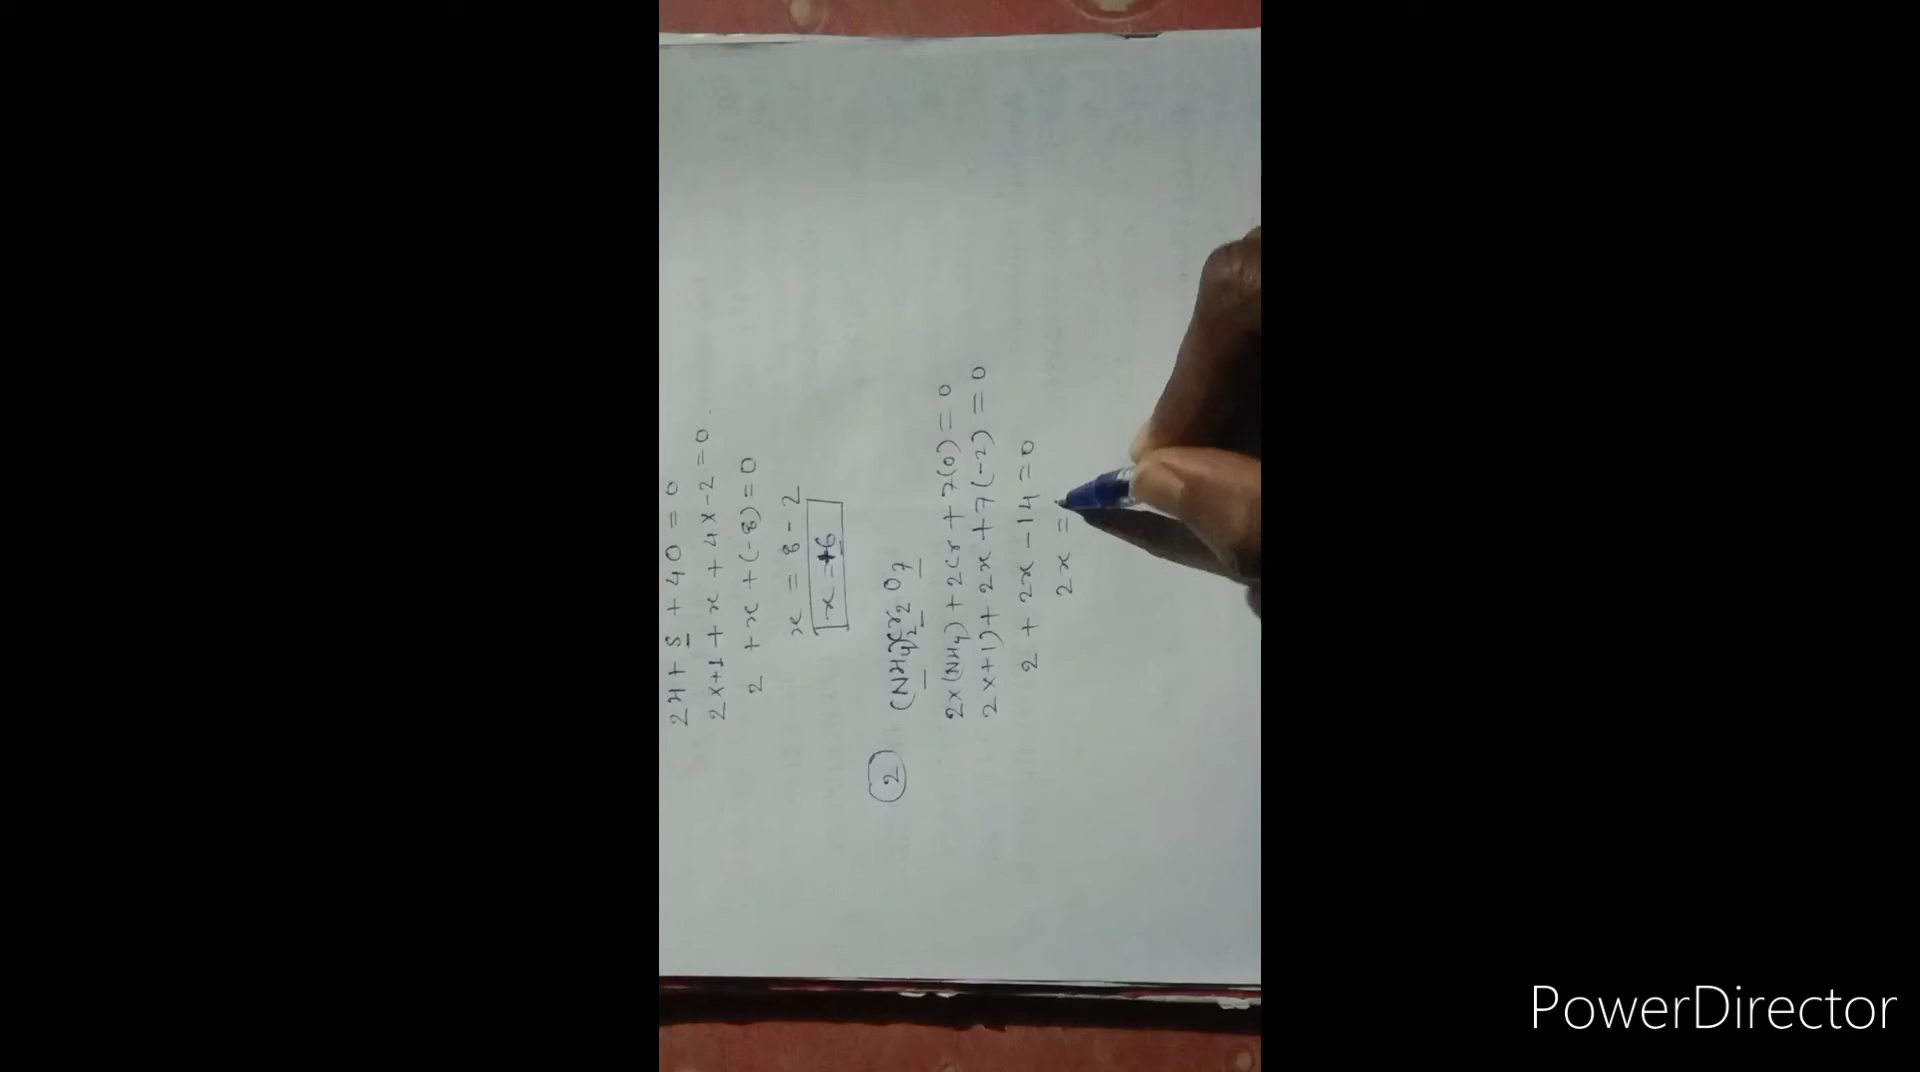 2H + S + 4O = 0
2x+1 + x + 4x-2 = 0
2 + x + (-8) = 0
x = 8 - 2
x = +6
2 (NH4)2Cr2O7
2x(NH4) + 2Cr + 7(O) = 0
2x+1) + 2x + 7(-2) = 0
2 + 2x - 14 = 0
2x =
PowerDirector